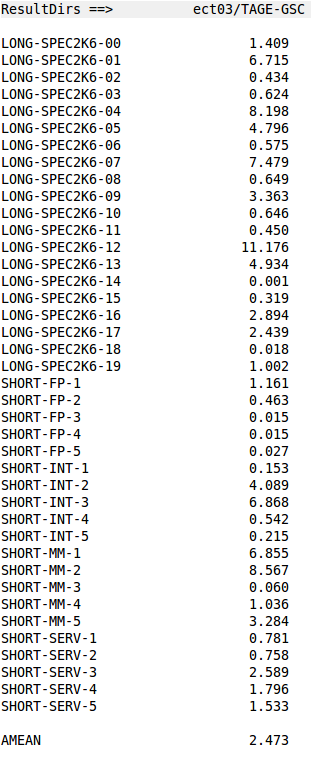 ResultDirs ==> ect03/TAGE-GSC
LONG-SPEC2K6-00 1.409
LONG-SPEC2K6-01 6.715
LONG-SPEC2K6-02 0.434
LONG-SPEC2K6-03 0.624
LONG-SPEC2K6-04 8.198
LONG-SPEC2K6-05 4.796
LONG-SPEC2K6-06 0.575
LONG-SPEC2K6-07 7.479
LONG-SPEC2K6-08 0.649
LONG-SPEC2K6-09 3.363
LONG-SPEC2K6-10 0.646
LONG-SPEC2K6-11 0.450
LONG-SPEC2K6-12 11.176
LONG-SPEC2K6-13 4.934
LONG-SPEC2K6-14 0.001
LONG-SPEC2K6-15 0.319
LONG-SPEC2K6-16 2.894
LONG-SPEC2K6-17 2.439
LONG-SPEC2K6-18 0.018
LONG-SPEC2K6-19 1.002
SHORT-FP-1 1.161
SHORT-FP-2 0.463
SHORT-FP-3 0.015
SHORT-FP-4 0.015
SHORT-FP-5 0.027
SHORT-INT-1 0.153
SHORT-INT-2 4.089
SHORT-INT-3 6.868
SHORT-INT-4 0.542
SHORT-INT-5 0.215
SHORT-MM-1 6.855
SHORT-MM-2 8.567
SHORT-MM-3 0.060
SHORT-MM-4 1.036
SHORT-MM-5 3.284
SHORT-SERV-1 0.781
SHORT-SERV-2 0.758
SHORT-SERV-3 2.589
SHORT-SERV-4 1.796
SHORT-SERV-5 1.533
AMEAN 2.473